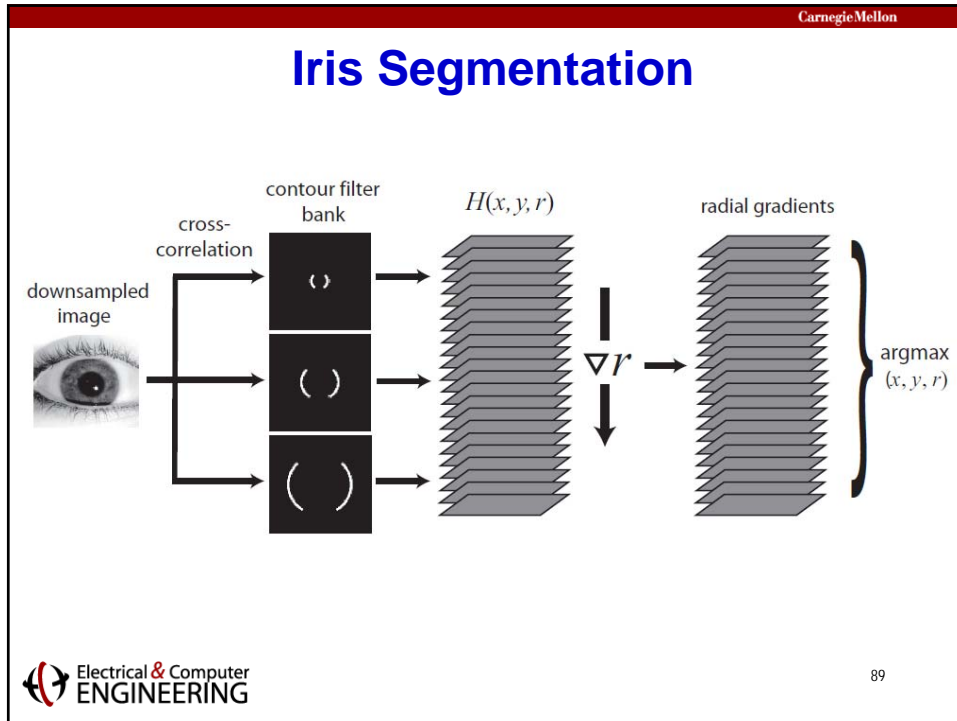 Carnegie Mellon
Iris Segmentation
downsampled
image
cross-
correlation
contour filter
bank
H(x, y, r)
∇r
radial gradients
argmax
(x, y, r)
Electrical & Computer
ENGINEERING
89